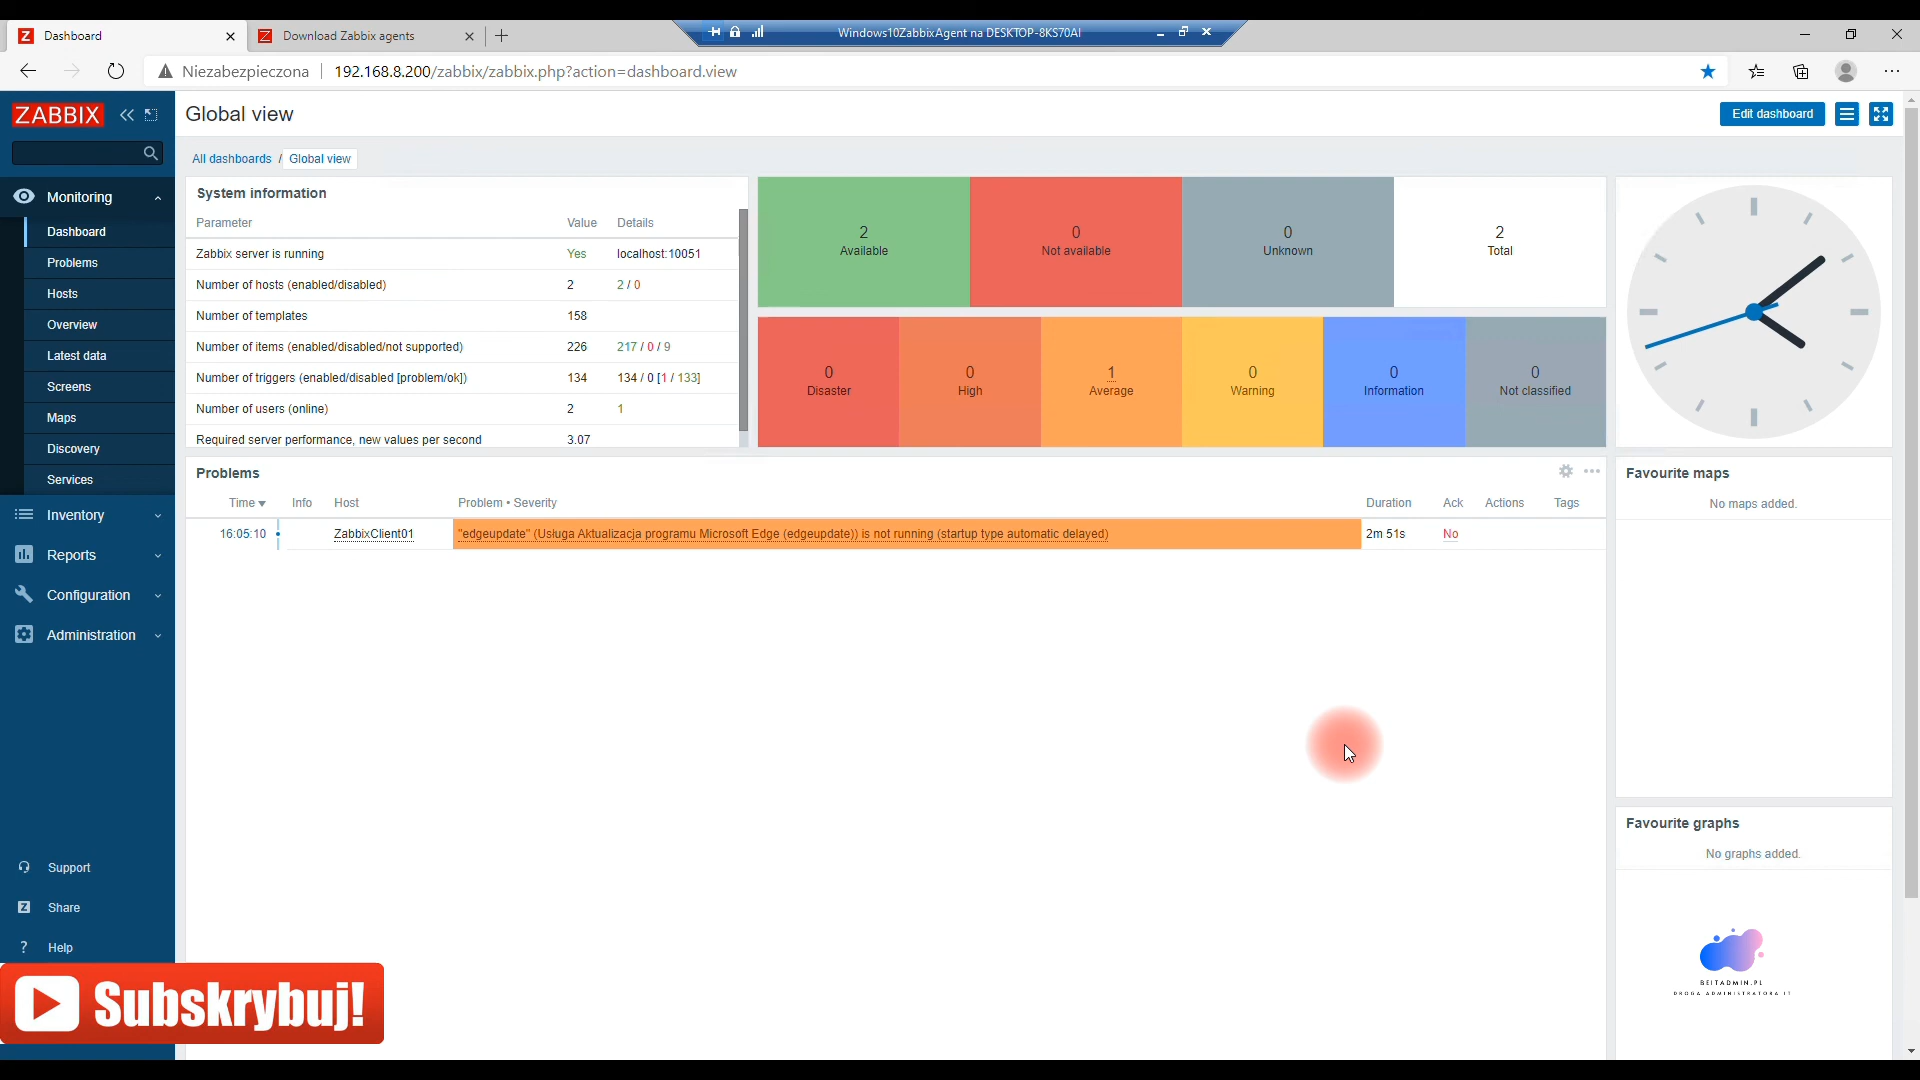 Dashboard
Download Zabbix agents
Windows10ZabbixAgent na DESKTOP-8KS70AI
Niezabezpieczona
192.168.8.200/zabbix/zabbix.php?action=dashboard.view
ZABBIX
Global view
Edit dashboard
All dashboards / Global view
Monitoring
Dashboard
Problems
Hosts
Overview
Latest data
Screens
Maps
Discovery
Services
Inventory
Reports
Configuration
Administration
Support
Share
Help
System information
Parameter Value Details
Zabbix server is running Yes localhost:10051
Number of hosts (enabled/disabled) 2 2 / 0
Number of templates 158
Number of items (enabled/disabled/not supported) 226 217 / 0 / 9
Number of triggers (enabled/disabled [problem/ok]) 134 134 / 0 [1 / 133]
Number of users (online) 2 1
Required server performance, new values per second 3.07
2 Available
0 Not available
0 Unknown
2 Total
0 Disaster
0 High
1 Average
0 Warning
0 Information
0 Not classified
Problems
Time Info Host Problem • Severity Duration Ack Actions Tags
16:05:10 ZabbixClient01 "edgeupdate" (Usługa Aktualizacja programu Microsoft Edge (edgeupdate)) is not running (startup type automatic delayed) 2m 51s No
Favourite maps
No maps added.
Favourite graphs
No graphs added.
BEITADMIN.PL
DROGA ADMINISTRATORA IT
Subskrybuj!